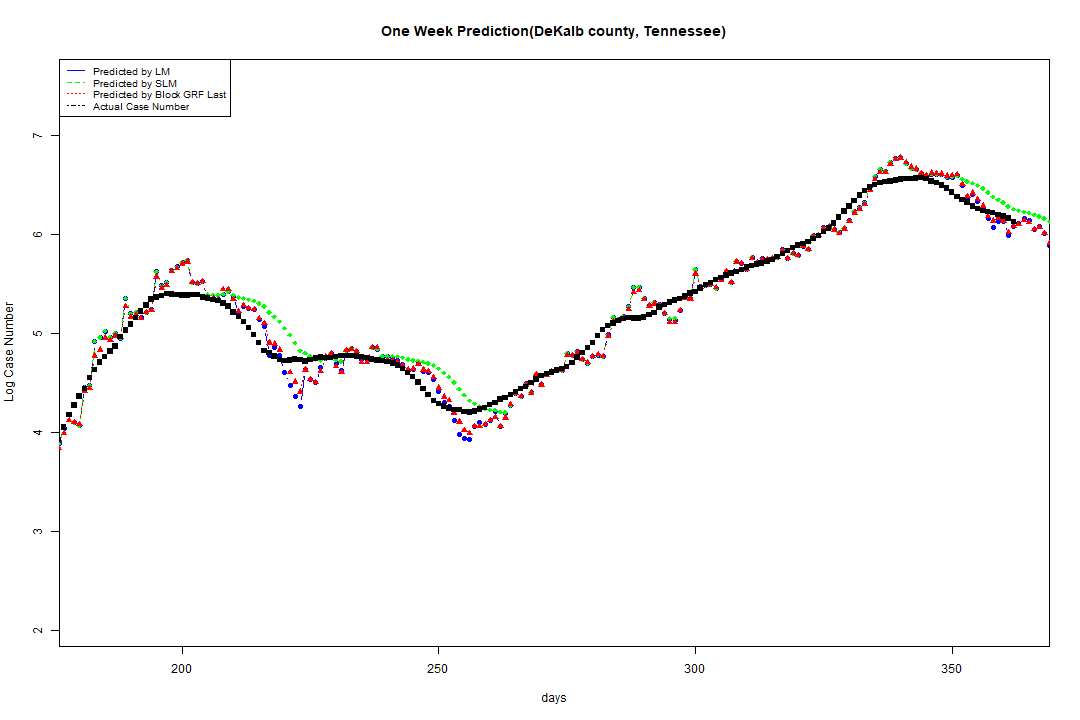 One Week Prediction(DeKalb county, Tennessee)
Predicted by LM
Predicted by SLM
Predicted by Block GRF Last
Actual Case Number
7
6
5
4
3
2
Log Case Number
200
250
300
350
days